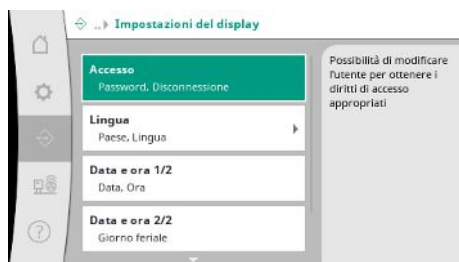 ..▸ Impostazioni del display
Accesso
Password, Disconnessione
Lingua
Paese, Lingua
Data e ora 1/2
Data, Ora
Data e ora 2/2
Giorno feriale
Possibilità di modificare
l'utente per ottenere i
diritti di accesso
appropriati
?